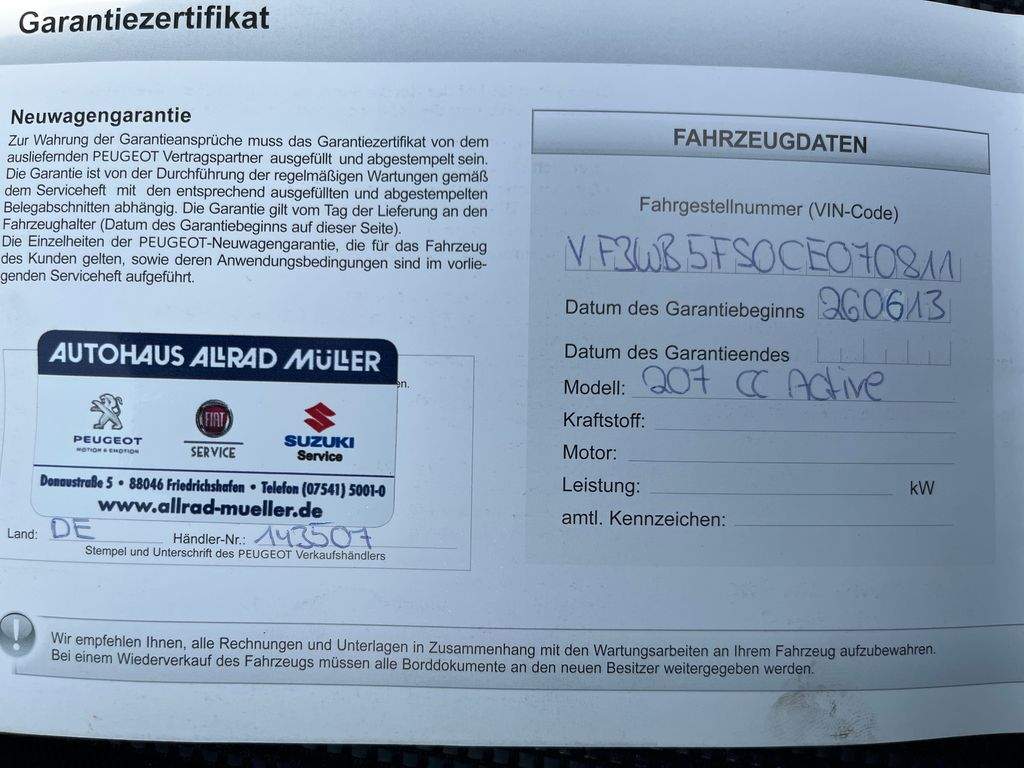 Garantiezertifikat
Neuwagengarantie
Zur Wahrung der Garantieansprüche muss das Garantiezertifikat von dem
ausliefernden PEUGEOT Vertragspartner ausgefüllt und abgestempelt sein.
Die Garantie ist von der Durchführung der regelmäßigen Wartungen gemäß
dem Serviceheft mit den entsprechend ausgefüllten und abgestempelten
Belegabschnitten abhängig. Die Garantie gilt vom Tag der Lieferung an den
Fahrzeughalter (Datum des Garantiebeginns auf dieser Seite).
Die Einzelheiten der PEUGEOT-Neuwagengarantie, die für das Fahrzeug
des Kunden gelten, sowie deren Anwendungsbedingungen sind im vorlie-
genden Serviceheft aufgeführt.
AUTOHAUS ALLRAD MÜLLER
en.
PEUGEOT
MOTION & EMOTION
FIAT
SERVICE
SUZUKI
Service
Donaustraße 5 • 88046 Friedrichshafen • Telefon (07541) 5001-0
www.allrad-mueller.de
Land: DE Händler-Nr.: 143507
Stempel und Unterschrift des PEUGEOT Verkaufshändlers
FAHRZEUGDATEN
Fahrgestellnummer (VIN-Code)
VF3WB5FS0CE070811
Datum des Garantiebeginns 260613
Datum des Garantieendes
Modell: 207 CC Active
Kraftstoff:
Motor:
Leistung: kW
amtl. Kennzeichen:
! Wir empfehlen Ihnen, alle Rechnungen und Unterlagen in Zusammenhang mit den Wartungsarbeiten an Ihrem Fahrzeug aufzubewahren.
Bei einem Wiederverkauf des Fahrzeugs müssen alle Borddokumente an den neuen Besitzer weitergegeben werden.